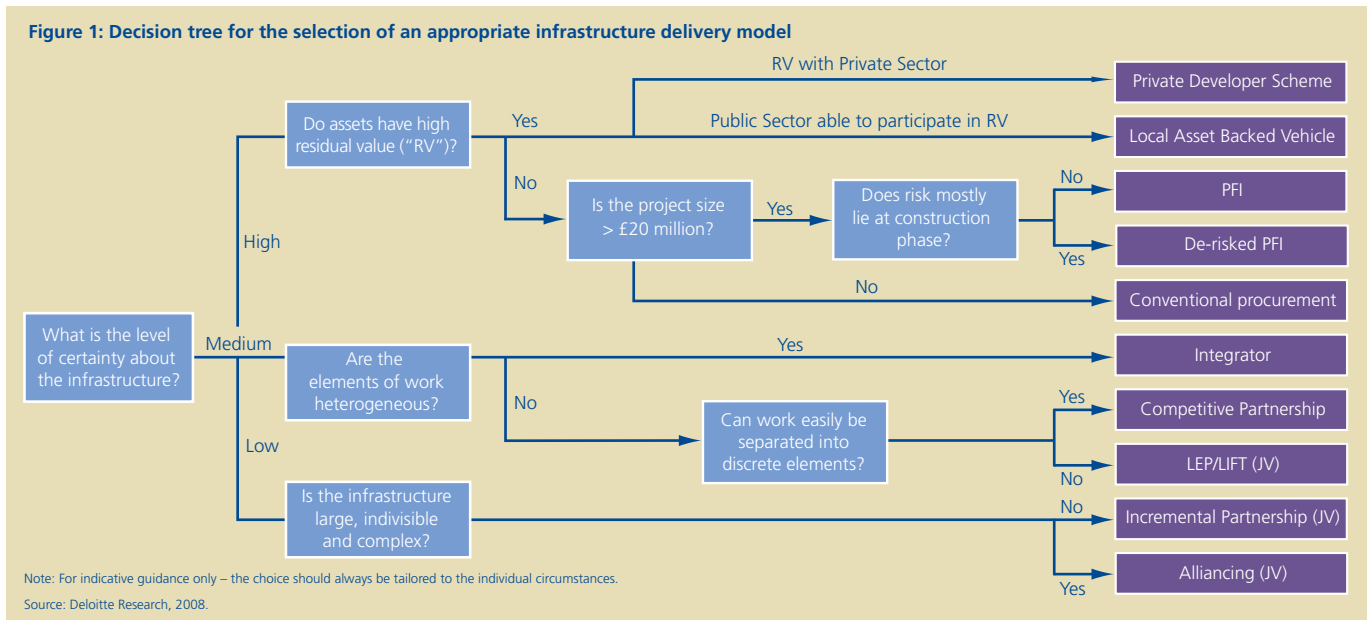 Figure 1: Decision tree for the selection of an appropriate infrastructure delivery model
RV with Private Sector
Private Developer Scheme
Do assets have high
residual value (“RV”)?
Yes
Public Sector able to participate in RV
Local Asset Backed Vehicle
No
Is the project size
> £20 million?
Yes
Does risk mostly
lie at construction
phase?
No
PFI
Yes
De-risked PFI
High
No
Conventional procurement
What is the level
of certainty about
the infrastructure?
Medium
Are the
elements of work
heterogeneous?
Yes
Integrator
No
Can work easily be
separated into
discrete elements?
Yes
Competitive Partnership
No
LEP/LIFT (JV)
Low
Is the infrastructure
large, indivisible
and complex?
No
Incremental Partnership (JV)
Yes
Alliancing (JV)
Note: For indicative guidance only – the choice should always be tailored to the individual circumstances.
Source: Deloitte Research, 2008.